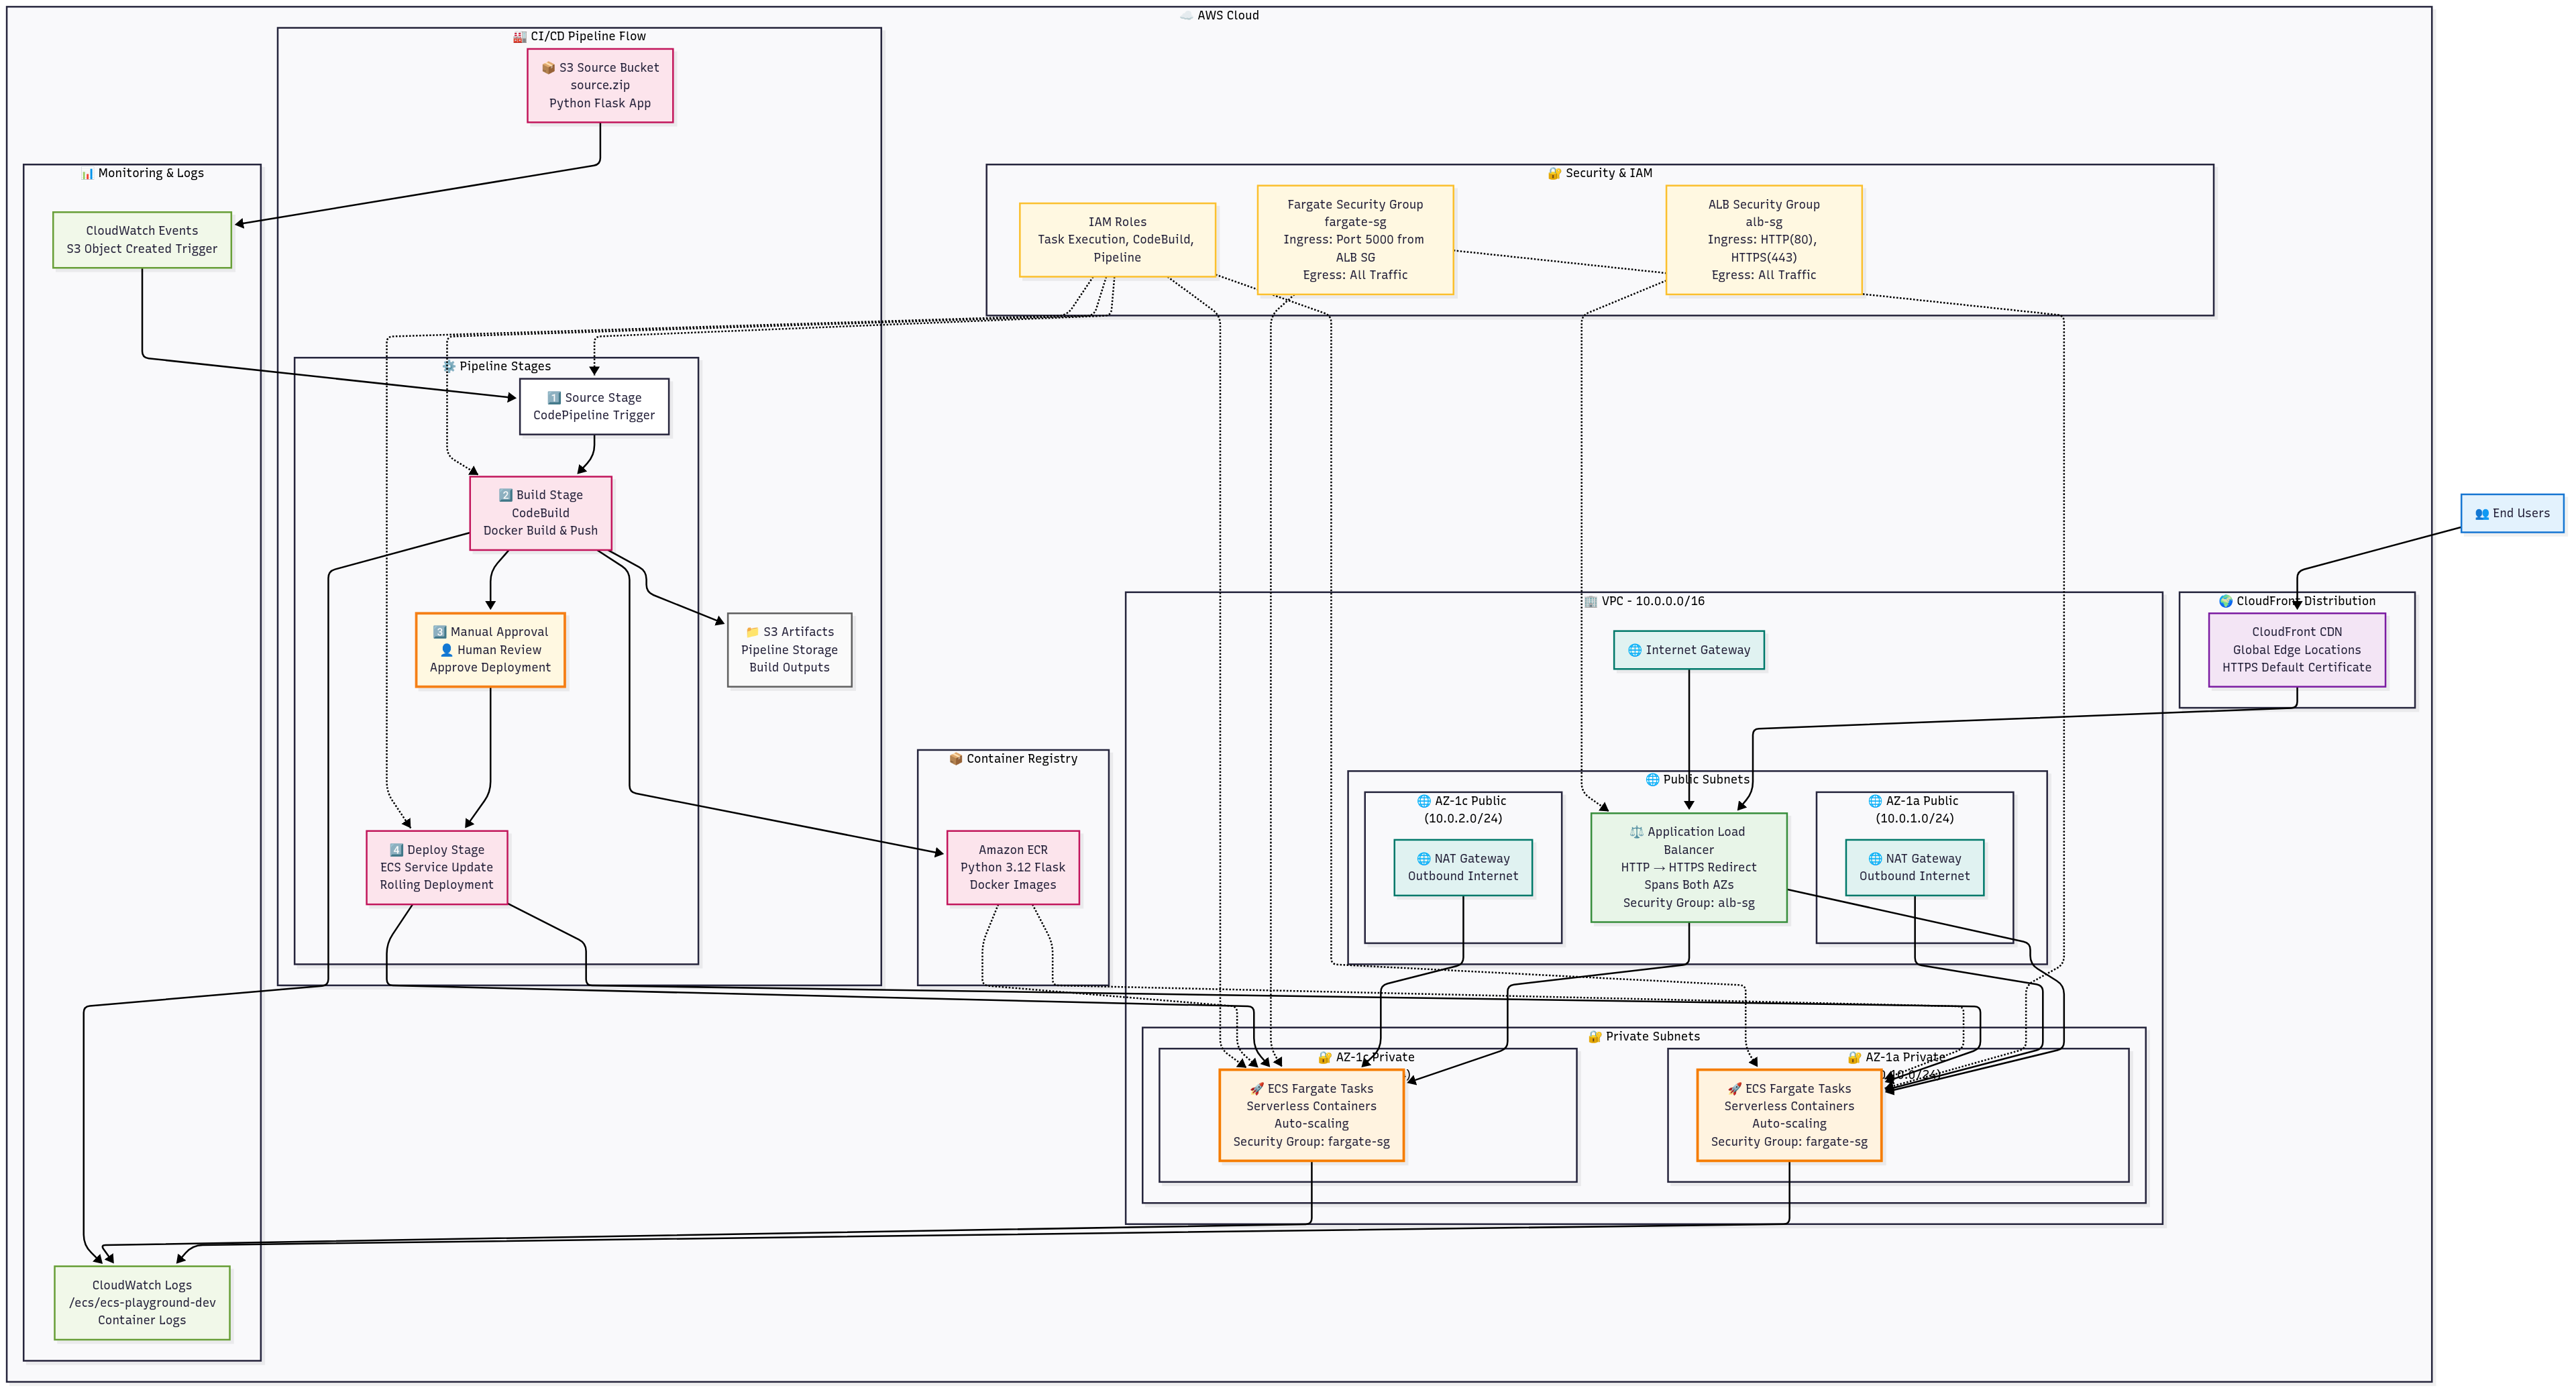 ☁️ AWS Cloud
🏭 CI/CD Pipeline Flow
📦 S3 Source Bucket
source.zip
Python Flask App
📊 Monitoring & Logs
CloudWatch Events
S3 Object Created Trigger
🔐 Security & IAM
IAM Roles
Task Execution, CodeBuild,
Pipeline
Fargate Security Group
fargate-sg
Ingress: Port 5000 from
ALB SG
Egress: All Traffic
ALB Security Group
alb-sg
Ingress: HTTP(80),
HTTPS(443)
Egress: All Traffic
⚙️ Pipeline Stages
1️⃣ Source Stage
CodePipeline Trigger
2️⃣ Build Stage
CodeBuild
Docker Build & Push
👥 End Users
3️⃣ Manual Approval
👤 Human Review
Approve Deployment
📁 S3 Artifacts
Pipeline Storage
Build Outputs
🏢 VPC - 10.0.0.0/16
🌐 Internet Gateway
🌍 CloudFront Distribution
CloudFront CDN
Global Edge Locations
HTTPS Default Certificate
4️⃣ Deploy Stage
ECS Service Update
Rolling Deployment
📦 Container Registry
Amazon ECR
Python 3.12 Flask
Docker Images
🌐 Public Subnets
🌐 AZ-1c Public
(10.0.2.0/24)
🌐 NAT Gateway
Outbound Internet
⚖️ Application Load
Balancer
HTTP → HTTPS Redirect
Spans Both AZs
Security Group: alb-sg
🌐 AZ-1a Public
(10.0.1.0/24)
🌐 NAT Gateway
Outbound Internet
🔐 Private Subnets
🔐 AZ-1c Private
🚀 ECS Fargate Tasks
Serverless Containers
Auto-scaling
Security Group: fargate-sg
🔐 AZ-1a Private
🚀 ECS Fargate Tasks
Serverless Containers
Auto-scaling
Security Group: fargate-sg
CloudWatch Logs
/ecs/ecs-playground-dev
Container Logs